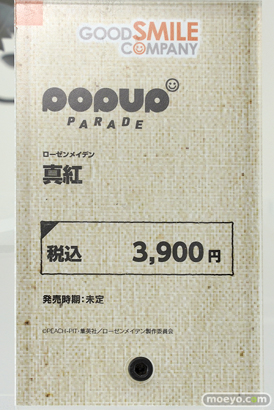 GOODSMILE
COMPANY
POPUP
PARADE
ローゼンメイデン
真紅
税込 3,900円
発売時期：未定
©PEACH-PIT・集英社／ローゼンメイデン製作委員会
moeyo.com